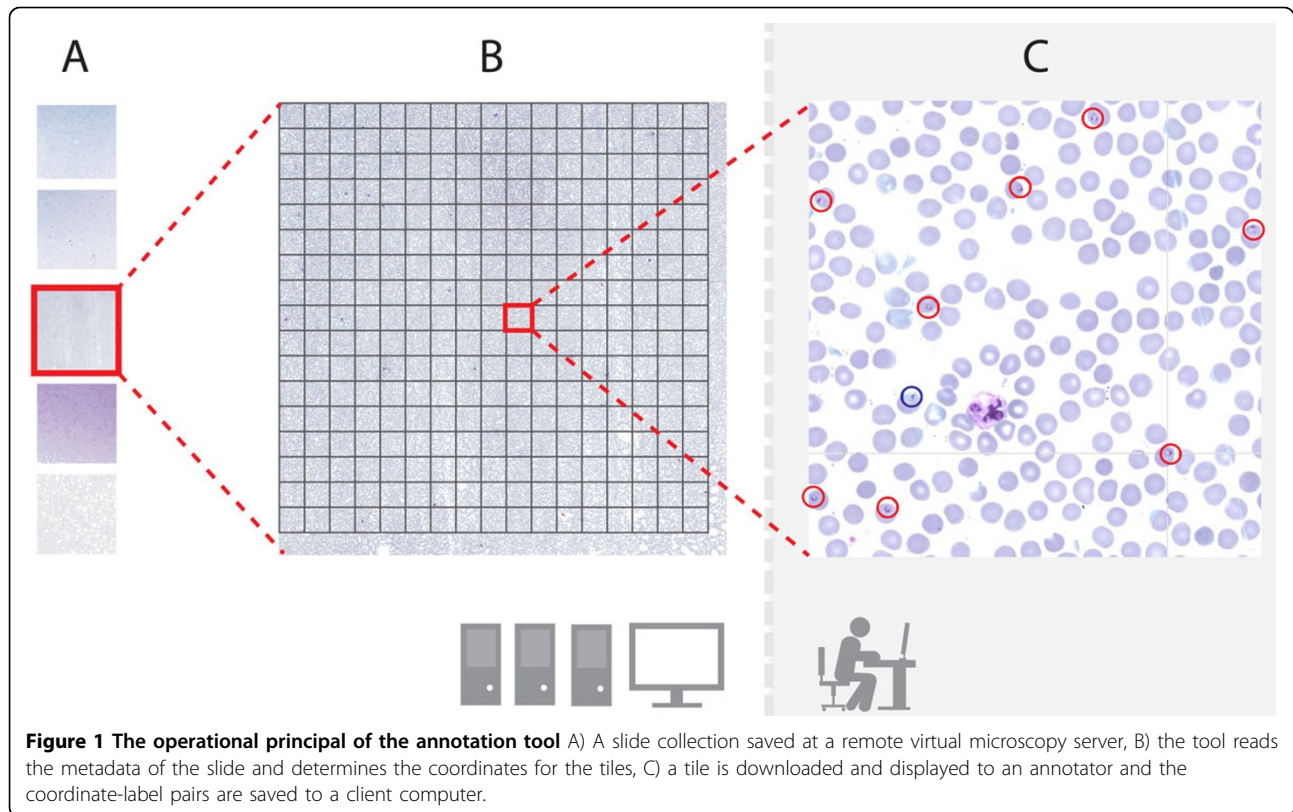 A
B
C
Figure 1 The operational principal of the annotation tool A) A slide collection saved at a remote virtual microscopy server, B) the tool reads
the metadata of the slide and determines the coordinates for the tiles, C) a tile is downloaded and displayed to an annotator and the
coordinate-label pairs are saved to a client computer.